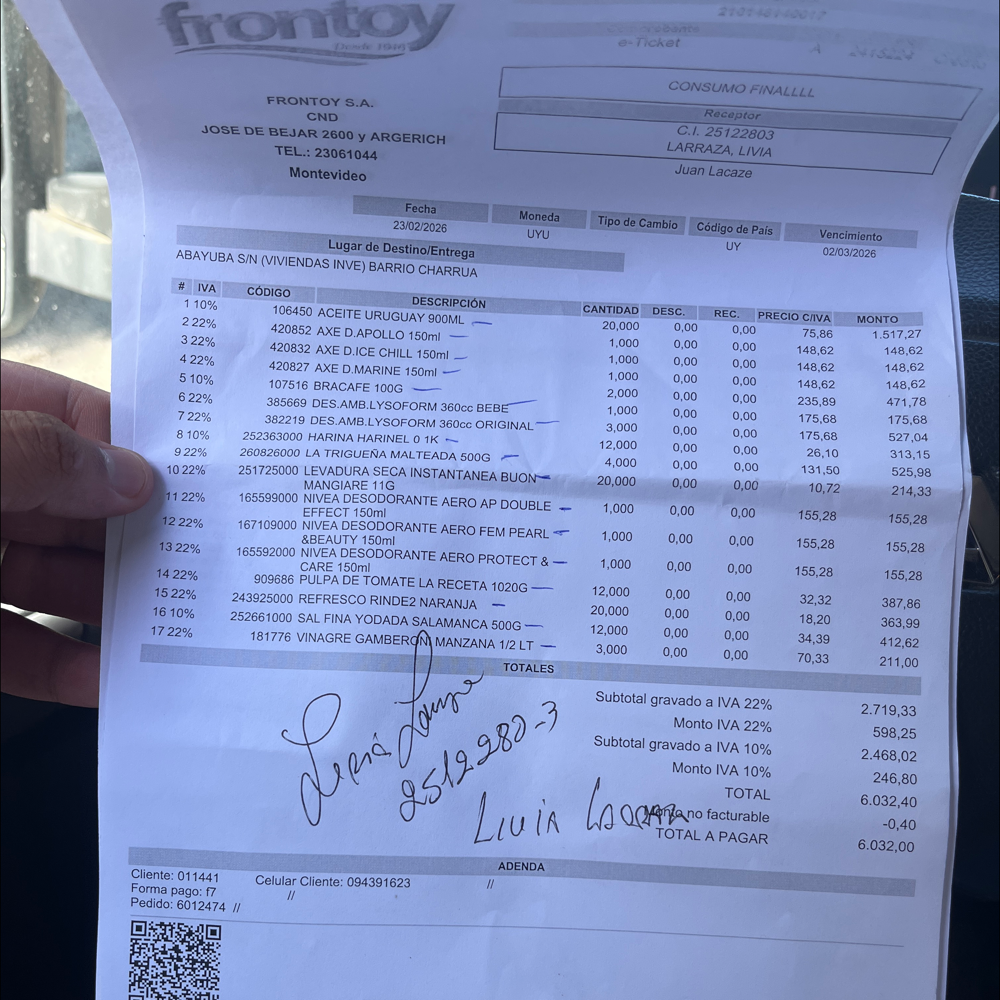 frontoy
Desde 1940
210148140017
Comprobante
e-Ticket A 2413224
CONSUMO FINALLLL
Receptor
C.I. 25122803
LARRAZA, LIVIA
Juan Lacaze
FRONTOY S.A.
CND
JOSE DE BEJAR 2600 y ARGERICH
TEL.: 23061044
Montevideo
Fecha Moneda Tipo de Cambio Código de País Vencimiento
23/02/2026 UYU UY 02/03/2026
Lugar de Destino/Entrega
ABAYUBA S/N (VIVIENDAS INVE) BARRIO CHARRUA
# IVA CÓDIGO DESCRIPCIÓN CANTIDAD DESC. REC. PRECIO C/IVA MONTO
1 10% 106450 ACEITE URUGUAY 900ML 20,000 0,00 0,00 75,86 1.517,27
2 22% 420852 AXE D.APOLLO 150ml 1,000 0,00 0,00 148,62 148,62
3 22% 420832 AXE D.ICE CHILL 150ml 1,000 0,00 0,00 148,62 148,62
4 22% 420827 AXE D.MARINE 150ml 1,000 0,00 0,00 148,62 148,62
5 10% 107516 BRACAFE 100G 2,000 0,00 0,00 235,89 471,78
6 22% 385669 DES.AMB.LYSOFORM 360cc BEBE 1,000 0,00 0,00 175,68 175,68
7 22% 382219 DES.AMB.LYSOFORM 360cc ORIGINAL 3,000 0,00 0,00 175,68 527,04
8 10% 252363000 HARINA HARINEL 0 1K 12,000 0,00 0,00 26,10 313,15
9 22% 260826000 LA TRIGUEÑA MALTEADA 500G 4,000 0,00 0,00 131,50 525,98
10 22% 251725000 LEVADURA SECA INSTANTANEA BUON 20,000 0,00 0,00 10,72 214,33
MANGIARE 11G
11 22% 165599000 NIVEA DESODORANTE AERO AP DOUBLE 1,000 0,00 0,00 155,28 155,28
EFFECT 150ml
12 22% 167109000 NIVEA DESODORANTE AERO FEM PEARL 1,000 0,00 0,00 155,28 155,28
&BEAUTY 150ml
13 22% 165592000 NIVEA DESODORANTE AERO PROTECT & 1,000 0,00 0,00 155,28 155,28
CARE 150ml
14 22% 909686 PULPA DE TOMATE LA RECETA 1020G 12,000 0,00 0,00 32,32 387,86
15 22% 243925000 REFRESCO RINDE2 NARANJA 20,000 0,00 0,00 18,20 363,99
16 10% 252661000 SAL FINA YODADA SALAMANCA 500G 12,000 0,00 0,00 34,39 412,62
17 22% 181776 VINAGRE GAMBERONI MANZANA 1/2 LT 3,000 0,00 0,00 70,33 211,00
TOTALES
Subtotal gravado a IVA 22% 2.719,33
Monto IVA 22% 598,25
Subtotal gravado a IVA 10% 2.468,02
Monto IVA 10% 246,80
TOTAL 6.032,40
Monto no facturable -0,40
TOTAL A PAGAR 6.032,00
2512280-3
Livia
ADENDA
Cliente: 011441 Celular Cliente: 094391623 //
Forma pago: f7 //
Pedido: 6012474 //